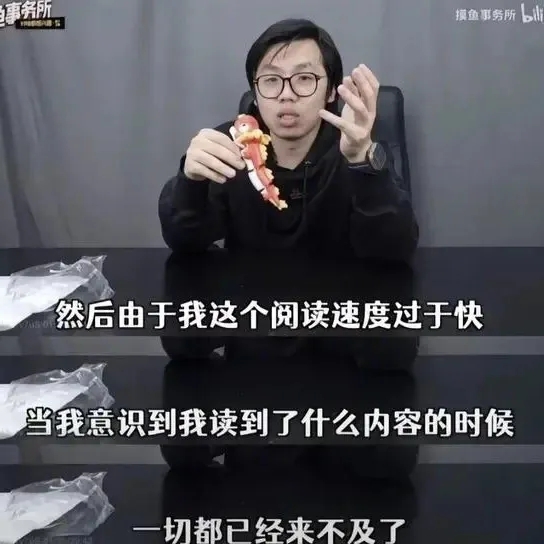 鱼事务所
摸鱼事务所 bili
然后由于我这个阅读速度过于快
当我意识到我读到了什么内容的时候
一切都已经来不及了